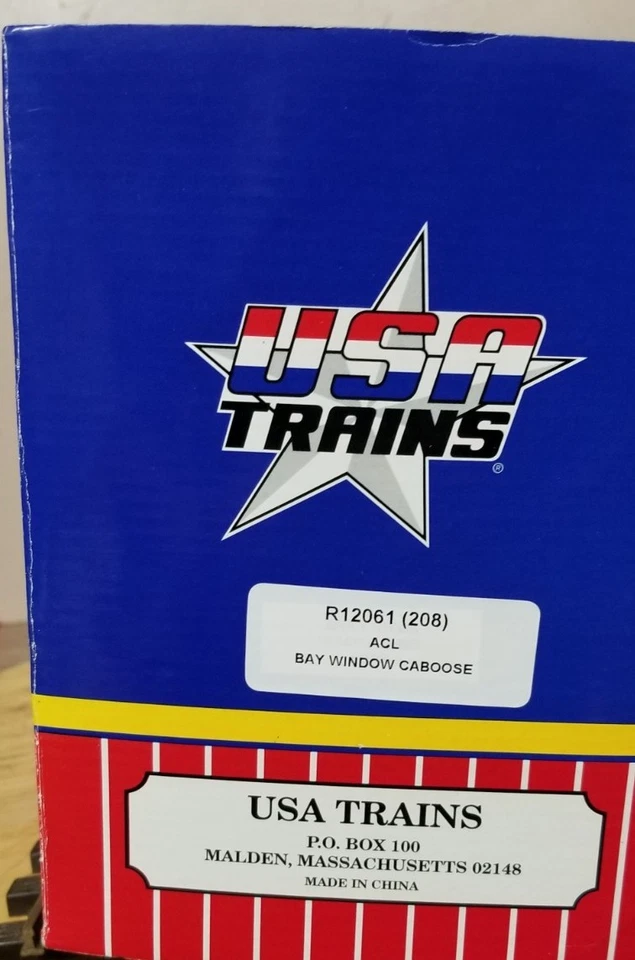 USA
TRAINS
®
R12061 (208)
ACL
BAY WINDOW CABOOSE
USA TRAINS
P.O. BOX 100
MALDEN, MASSACHUSETTS 02148
MADE IN CHINA